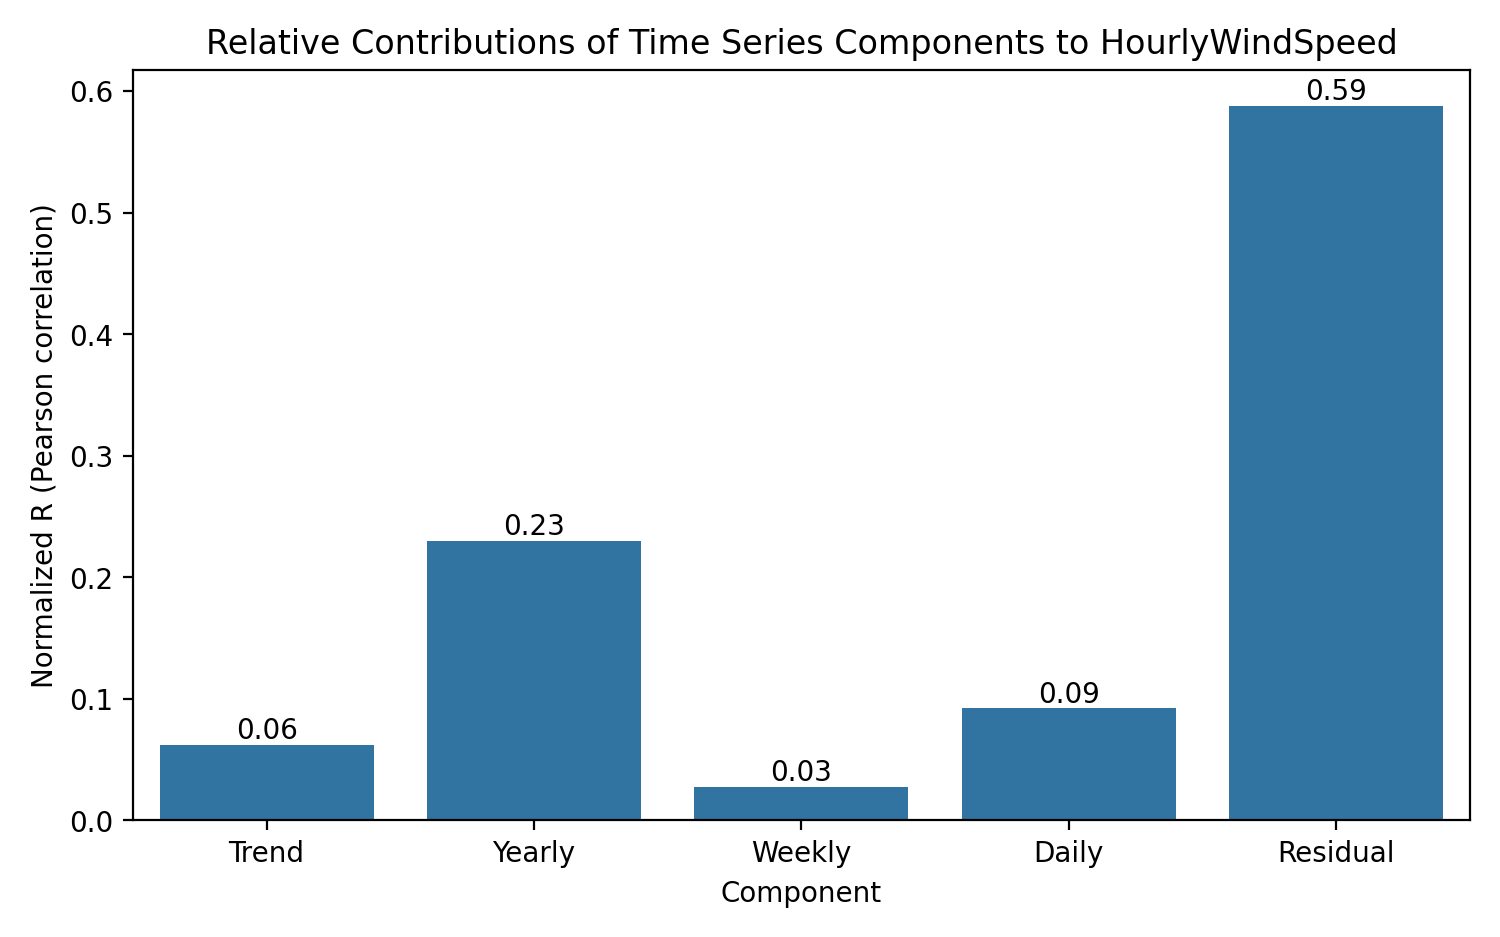 Relative Contributions of Time Series Components to HourlyWindSpeed
Normalized R (Pearson correlation)
0.6
0.5
0.4
0.3
0.2
0.1
0.0
0.06
0.23
0.03
0.09
0.59
Trend
Yearly
Weekly
Daily
Residual
Component